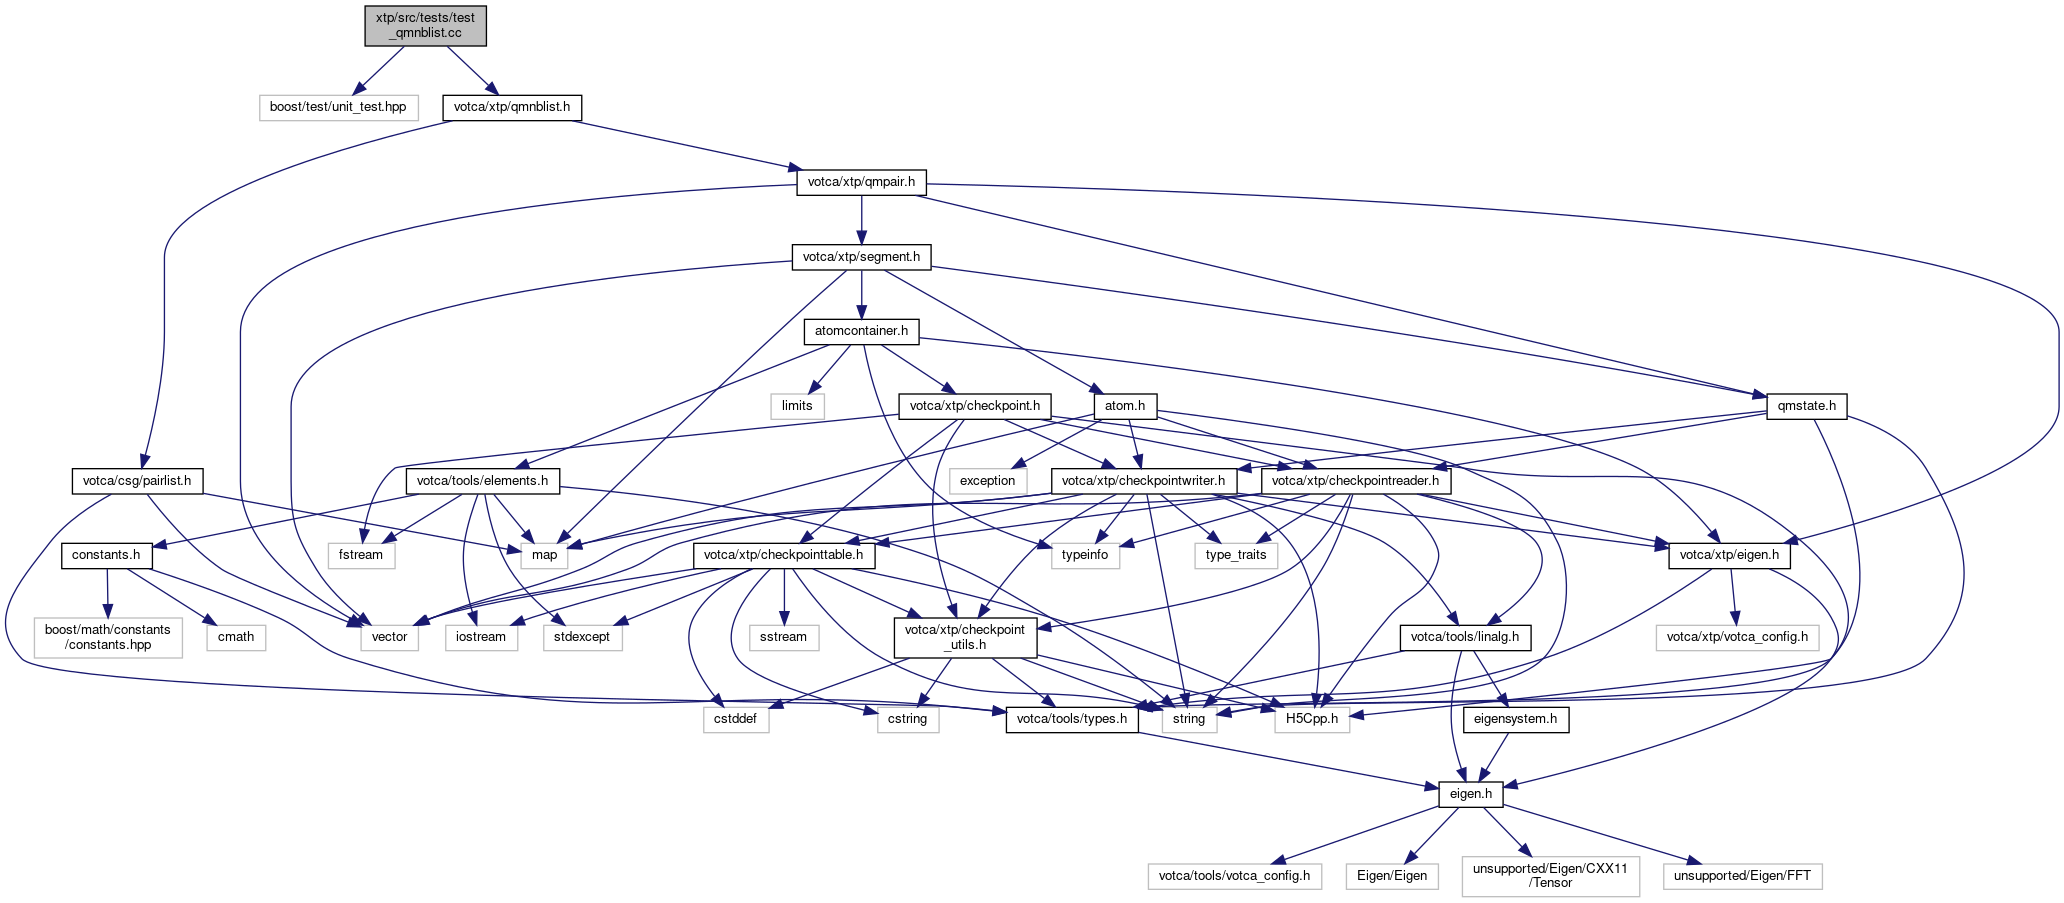 xtp/src/tests/test
_qmnblist.cc
boost/test/unit_test.hpp
votca/xtp/qmnblist.h
votca/xtp/qmpair.h
votca/xtp/segment.h
atomcontainer.h
limits
votca/xtp/checkpoint.h
atom.h
qmstate.h
votca/csg/pairlist.h
votca/tools/elements.h
exception
votca/xtp/checkpointwriter.h
votca/xtp/checkpointreader.h
constants.h
fstream
map
votca/xtp/checkpointtable.h
typeinfo
type_traits
votca/xtp/eigen.h
boost/math/constants
/constants.hpp
cmath
vector
iostream
stdexcept
sstream
votca/xtp/checkpoint
_utils.h
votca/tools/linalg.h
votca/xtp/votca_config.h
cstddef
cstring
votca/tools/types.h
string
H5Cpp.h
eigensystem.h
eigen.h
votca/tools/votca_config.h
Eigen/Eigen
unsupported/Eigen/CXX11
/Tensor
unsupported/Eigen/FFT